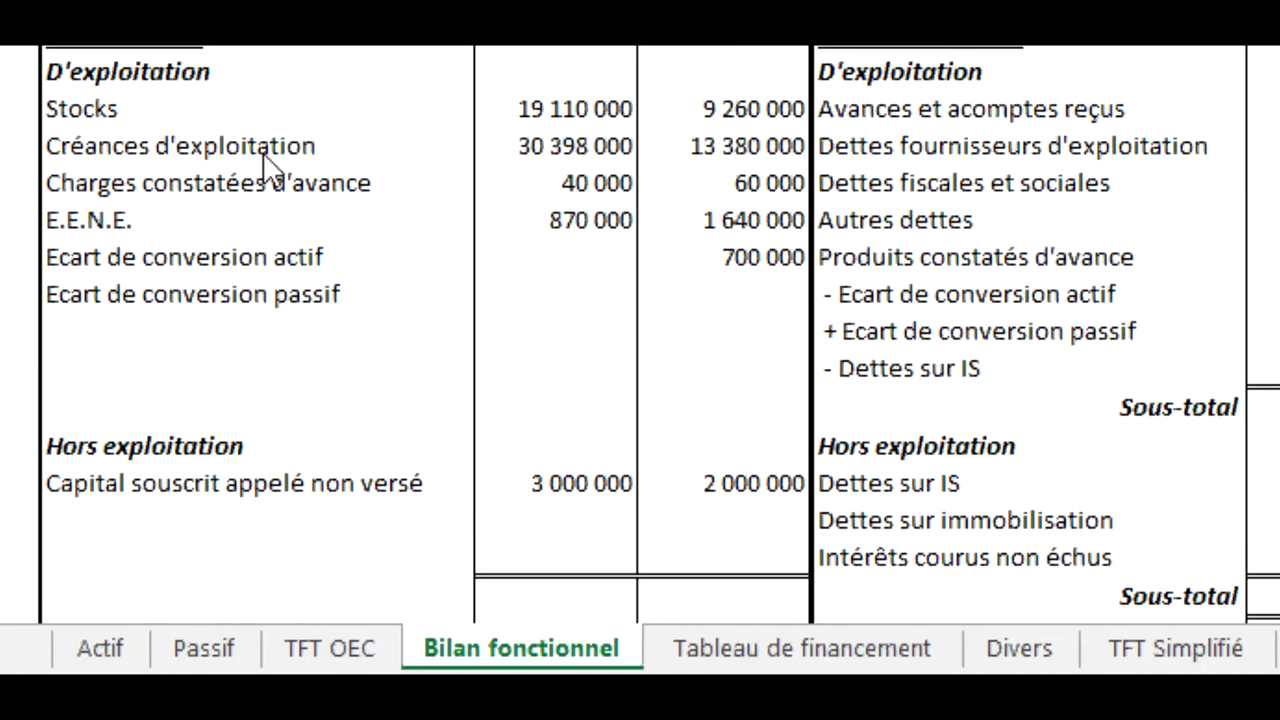 D'exploitation
D'exploitation
Stocks 19 110 000 9 260 000 Avances et acomptes reçus
Créances d'exploitation 30 398 000 13 380 000 Dettes fournisseurs d'exploitation
Charges constatées d'avance 40 000 60 000 Dettes fiscales et sociales
E.E.N.E. 870 000 1 640 000 Autres dettes
Ecart de conversion actif 700 000 Produits constatés d'avance
Ecart de conversion passif - Ecart de conversion actif
+ Ecart de conversion passif
- Dettes sur IS
Sous-total
Hors exploitation Hors exploitation
Capital souscrit appelé non versé 3 000 000 2 000 000 Dettes sur IS
Dettes sur immobilisation
Intérêts courus non échus
Sous-total
Actif Passif TFT OEC Bilan fonctionnel Tableau de financement Divers TFT Simplifié